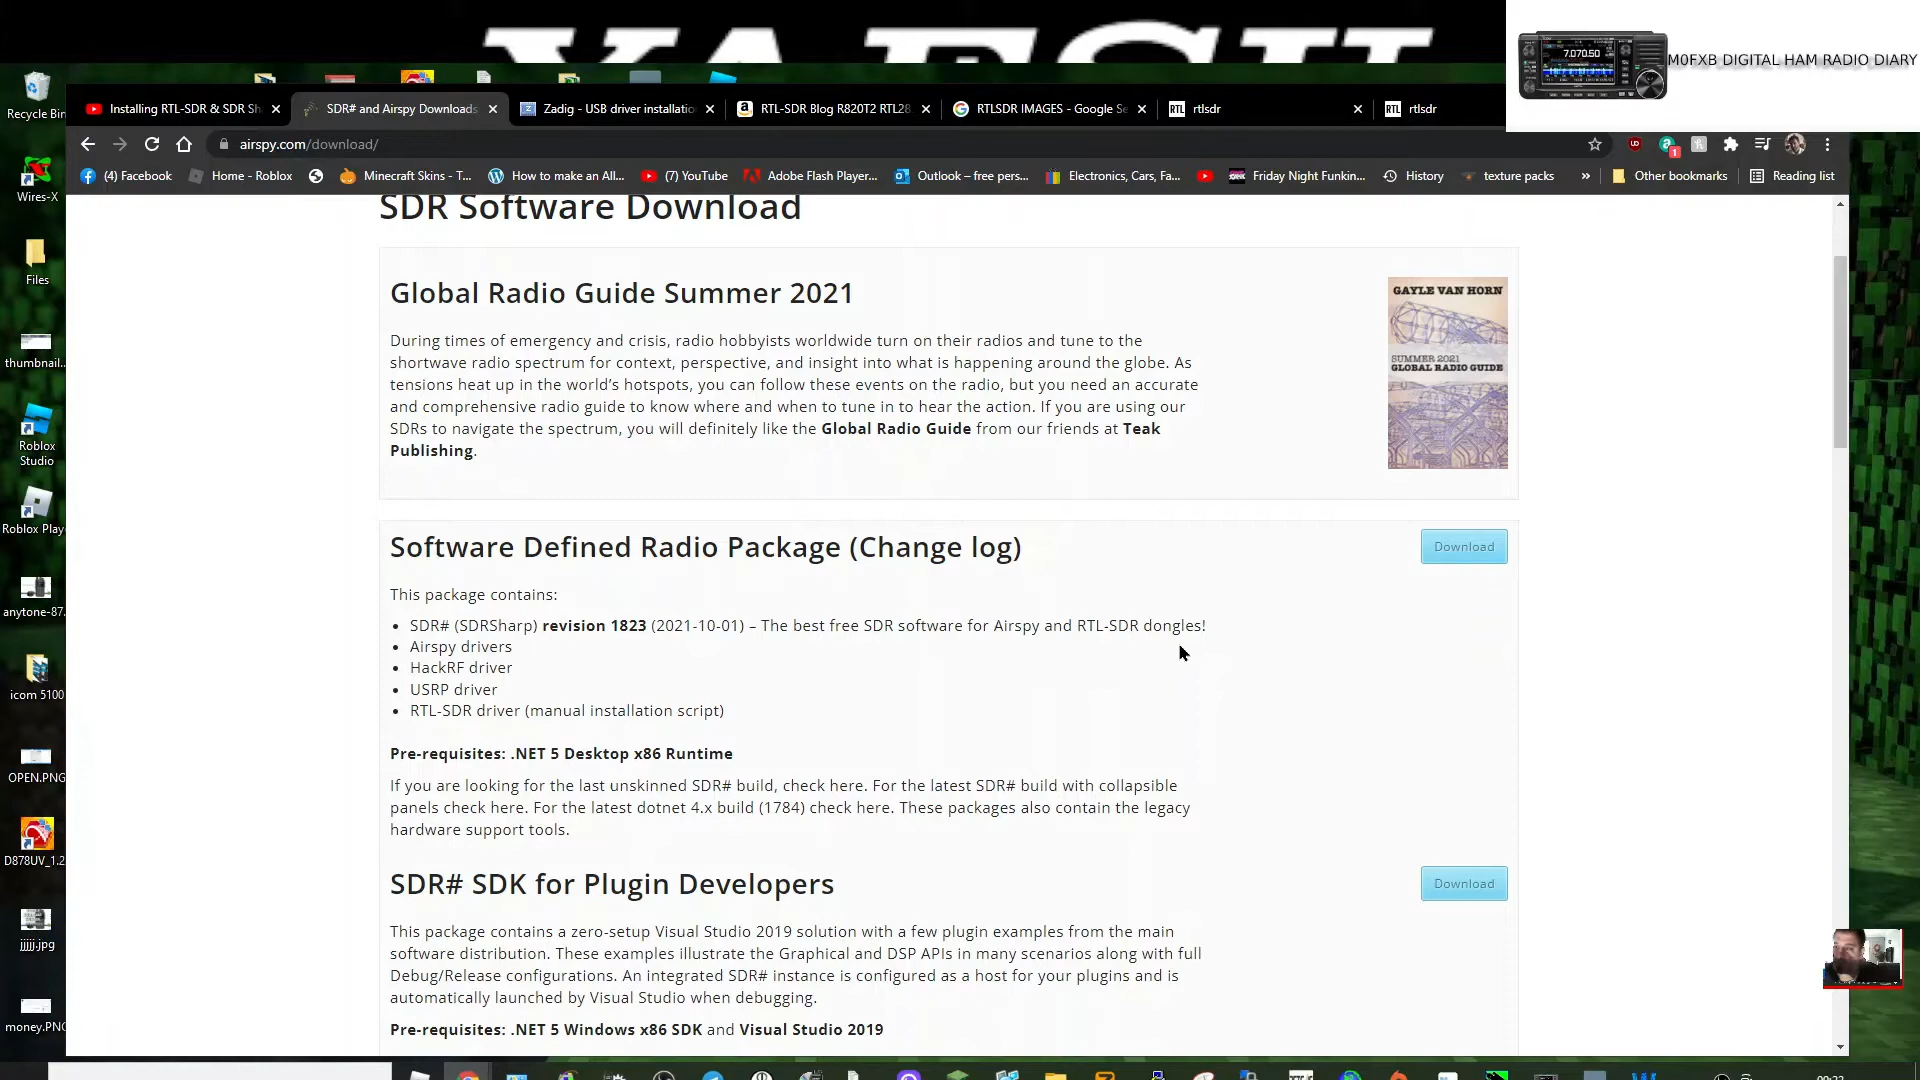 YAESU
7.070.50
M0FXB DIGITAL HAM RADIO DIARY
Recycle Bin
Installing RTL-SDR & SDR Sh
SDR# and Airspy Downloads
Zadig - USB driver installatio
RTL-SDR Blog R820T2 RTL28
RTLSDR IMAGES - Google Se
RTL rtlsdr
RTL rtlsdr
airspy.com/download/
(4) Facebook
Home - Roblox
Minecraft Skins - T...
How to make an All...
(7) YouTube
Adobe Flash Player...
Outlook – free pers...
Electronics, Cars, Fa...
Friday Night Funkin...
History
texture packs
»
Other bookmarks
Reading list
Wires-X
Files
thumbnail...
Roblox
Studio
Roblox Play
anytone-87.
icom 5100
OPEN.PNG
D878UV_1.2
jjjjj.jpg
money.PNG
SDR Software Download
Global Radio Guide Summer 2021
During times of emergency and crisis, radio hobbyists worldwide turn on their radios and tune to the
shortwave radio spectrum for context, perspective, and insight into what is happening around the globe. As
tensions heat up in the world’s hotspots, you can follow these events on the radio, but you need an accurate
and comprehensive radio guide to know where and when to tune in to hear the action. If you are using our
SDRs to navigate the spectrum, you will definitely like the Global Radio Guide from our friends at Teak
Publishing.
GAYLE VAN HORN
SUMMER 2021
GLOBAL RADIO GUIDE
Software Defined Radio Package (Change log)
Download
This package contains:
• SDR# (SDRSharp) revision 1823 (2021-10-01) – The best free SDR software for Airspy and RTL-SDR dongles!
• Airspy drivers
• HackRF driver
• USRP driver
• RTL-SDR driver (manual installation script)
Pre-requisites: .NET 5 Desktop x86 Runtime
If you are looking for the last unskinned SDR# build, check here. For the latest SDR# build with collapsible
panels check here. For the latest dotnet 4.x build (1784) check here. These packages also contain the legacy
hardware support tools.
SDR# SDK for Plugin Developers
Download
This package contains a zero-setup Visual Studio 2019 solution with a few plugin examples from the main
software distribution. These examples illustrate the Graphical and DSP APIs in many scenarios along with full
Debug/Release configurations. An integrated SDR# instance is configured as a host for your plugins and is
automatically launched by Visual Studio when debugging.
Pre-requisites: .NET 5 Windows x86 SDK and Visual Studio 2019